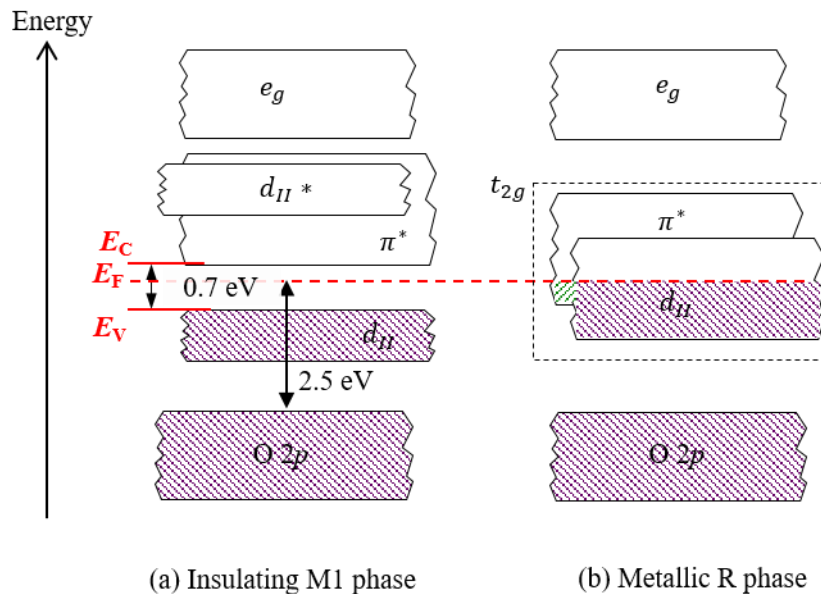 Energy
e_g
e_g
d_II *
t_2g
π*
π*
E_C
E_F
0.7 eV
E_V
d_II
d_II
2.5 eV
O 2p
O 2p
(a) Insulating M1 phase
(b) Metallic R phase